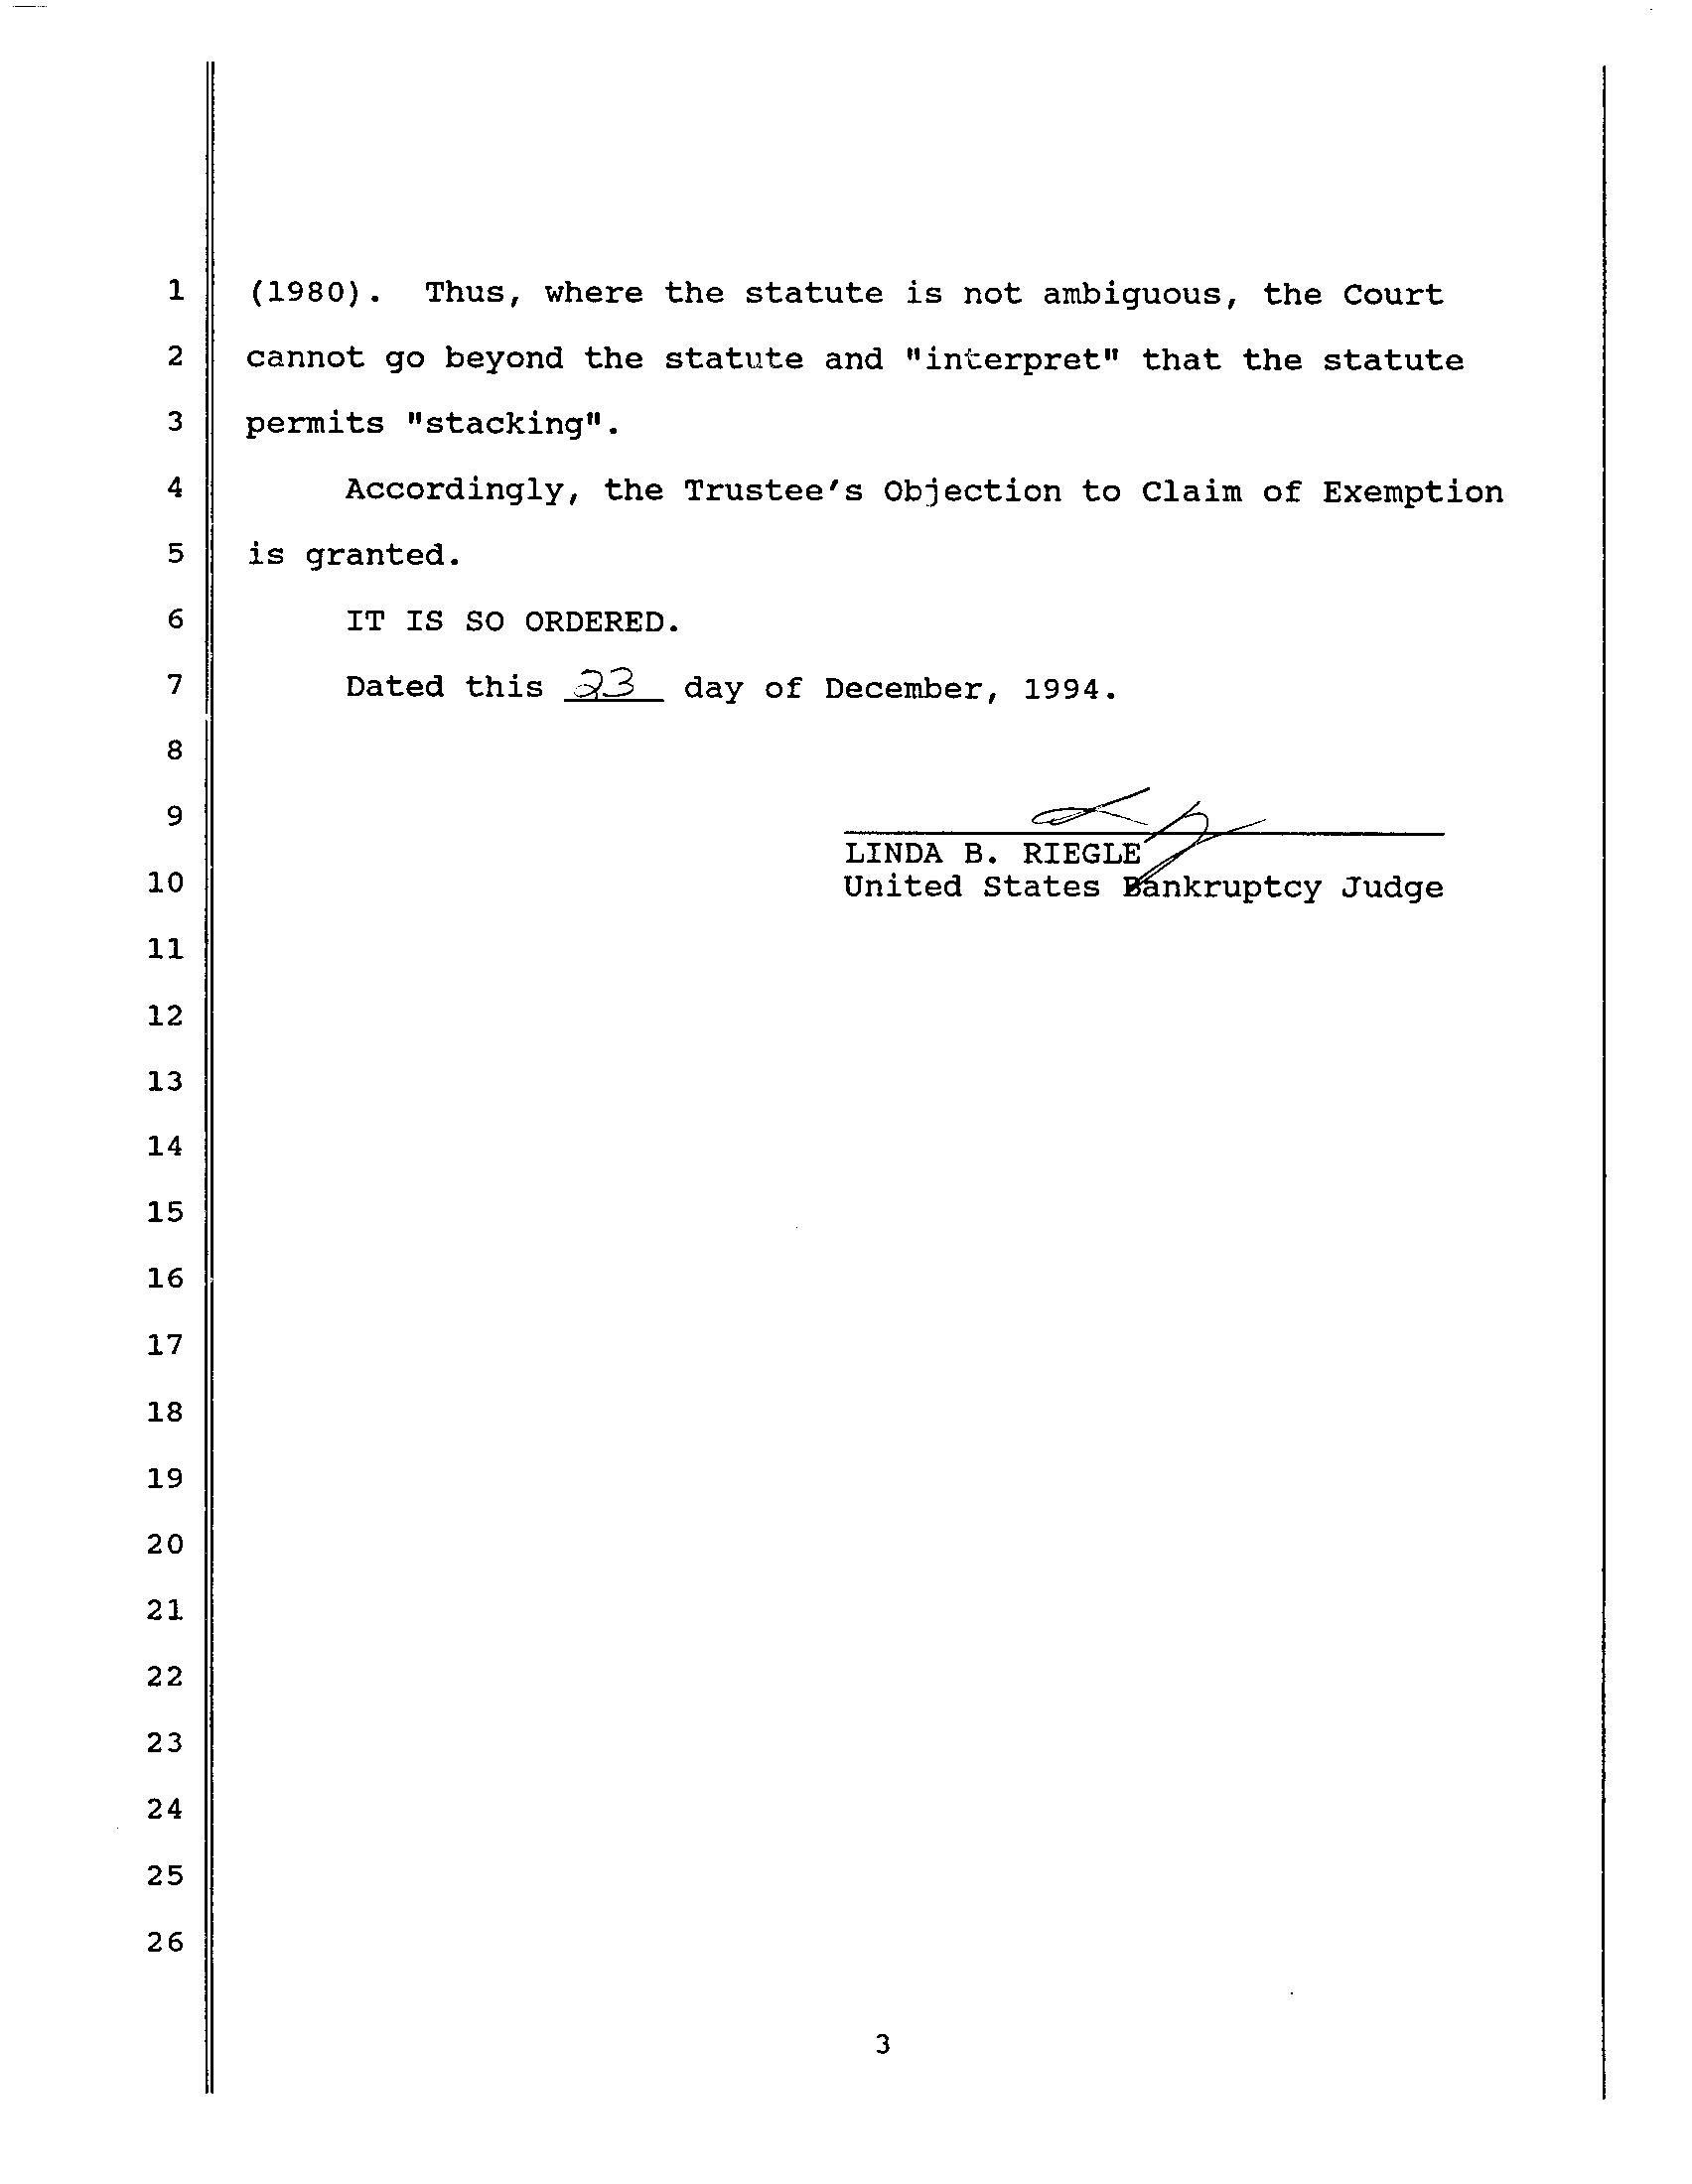 1 (1980).  Thus, where the statute is not ambiguous, the Court
2 cannot go beyond the statute and "interpret" that the statute
3 permits "stacking".
4 Accordingly, the Trustee's Objection to Claim of Exemption
5 is granted.
6 IT IS SO ORDERED.
7 Dated this 23 day of December, 1994.
8
9
LINDA B. RIEGLE
10 United States Bankruptcy Judge
11
12
13
14
15
16
17
18
19
20
21
22
23
24
25
26
3